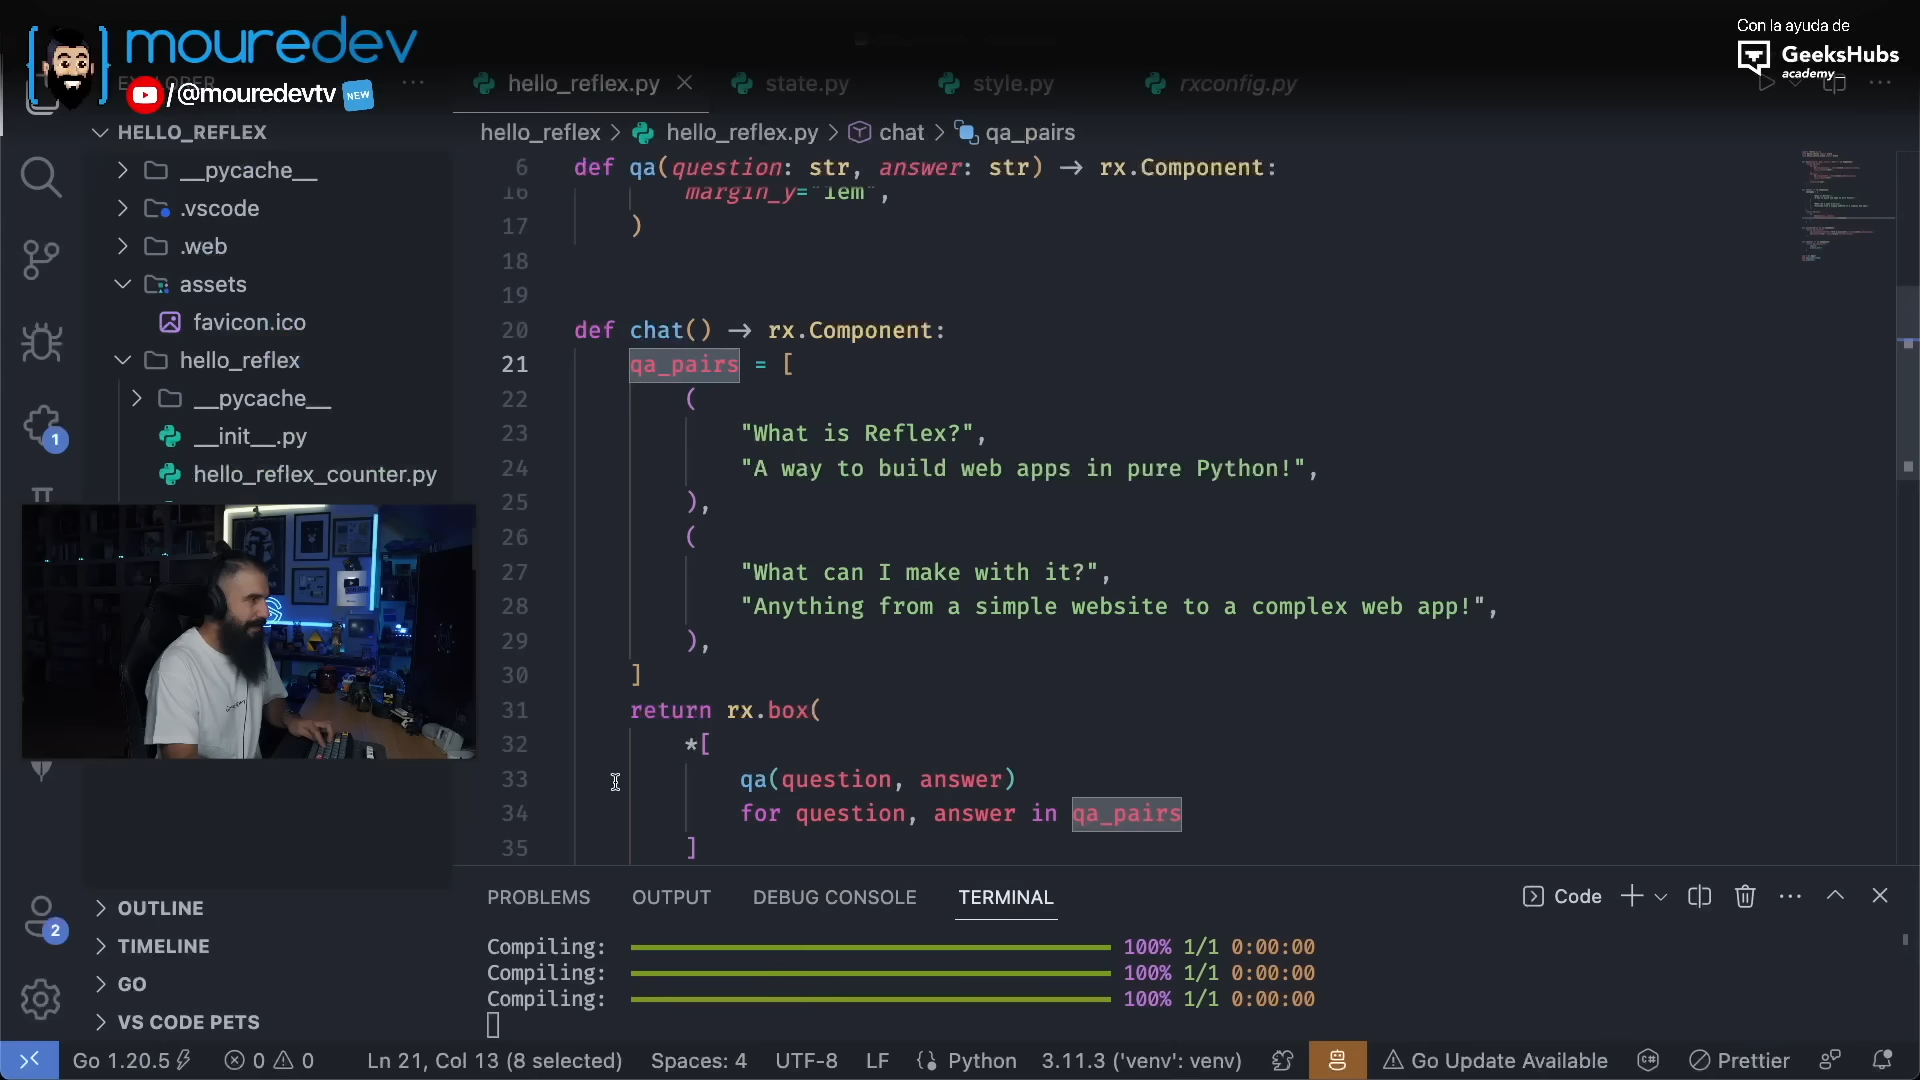 mouredev
/@mouredevtv NEW
Con la ayuda de
GeeksHubs
academy_
EXPLORER
hello_reflex.py
state.py
style.py
rxconfig.py
HELLO_REFLEX
hello_reflex > hello_reflex.py > chat > qa_pairs
__pycache__
.vscode
.web
assets
favicon.ico
hello_reflex
__pycache__
__init__.py
hello_reflex_counter.py
6 def qa(question: str, answer: str) → rx.Component:
16 margin_y="1em",
17 )
18
19
20 def chat() → rx.Component:
21 qa_pairs = [
22 (
23 "What is Reflex?",
24 "A way to build web apps in pure Python!",
25 ),
26 (
27 "What can I make with it?",
28 "Anything from a simple website to a complex web app!",
29 ),
30 ]
31 return rx.box(
32 *[
33 qa(question, answer)
34 for question, answer in qa_pairs
35 ]
1
2
OUTLINE
TIMELINE
GO
VS CODE PETS
PROBLEMS OUTPUT DEBUG CONSOLE TERMINAL
Code
Compiling: 100% 1/1 0:00:00
Compiling: 100% 1/1 0:00:00
Compiling: 100% 1/1 0:00:00
Go 1.20.5 0 0 Ln 21, Col 13 (8 selected) Spaces: 4 UTF-8 LF Python 3.11.3 ('venv': venv) Go Update Available Prettier